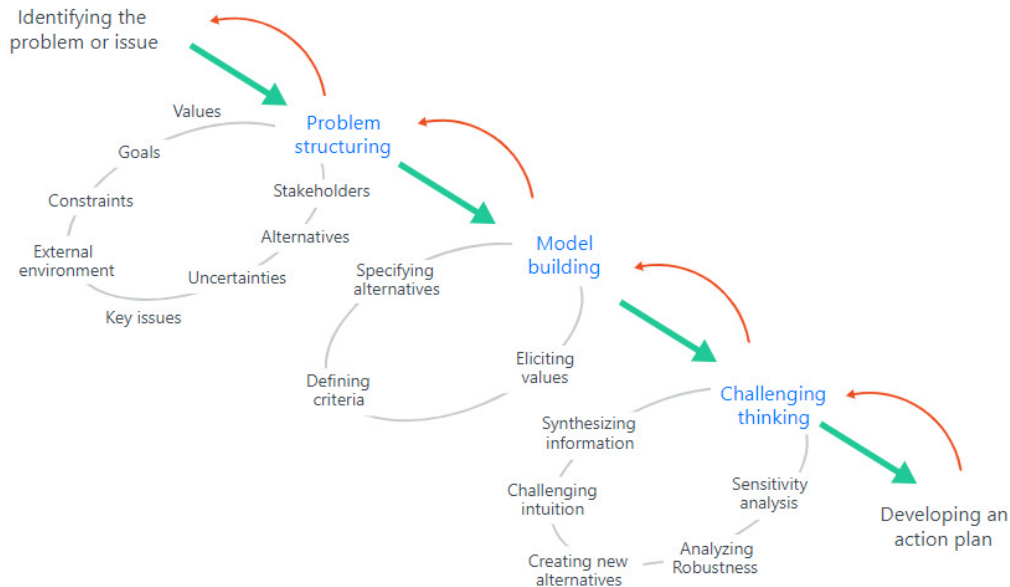 Identifying the
problem or issue
Values
Problem
structuring
Goals
Stakeholders
Constraints
Alternatives
External
environment
Uncertainties
Key issues
Model
building
Specifying
alternatives
Eliciting
values
Defining
criteria
Challenging
thinking
Synthesizing
information
Sensitivity
analysis
Challenging
intuition
Analyzing
Robustness
Creating new
alternatives
Developing an
action plan